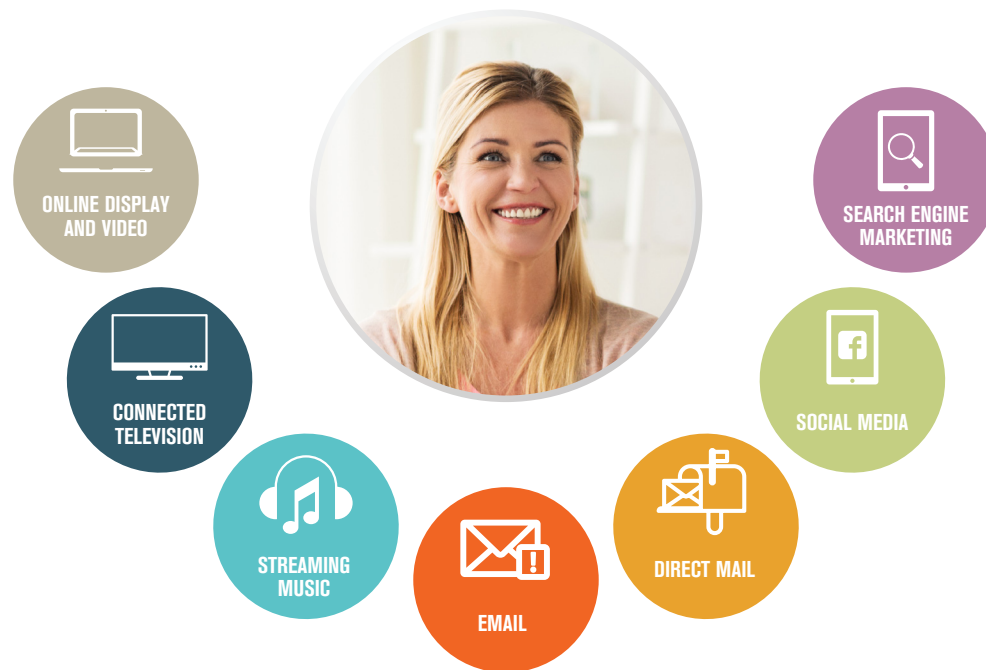 ONLINE DISPLAY
AND VIDEO
SEARCH ENGINE
MARKETING
CONNECTED
TELEVISION
SOCIAL MEDIA
STREAMING
MUSIC
DIRECT MAIL
EMAIL